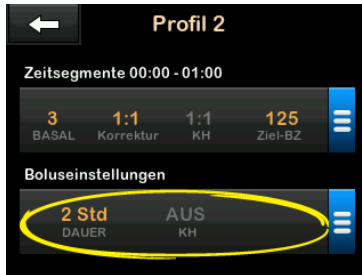 Profil 2
Zeitsegmente 00:00 - 01:00
3 1:1 1:1 125
BASAL Korrektur KH Ziel-BZ
Boluseinstellungen
2 Std AUS
DAUER KH